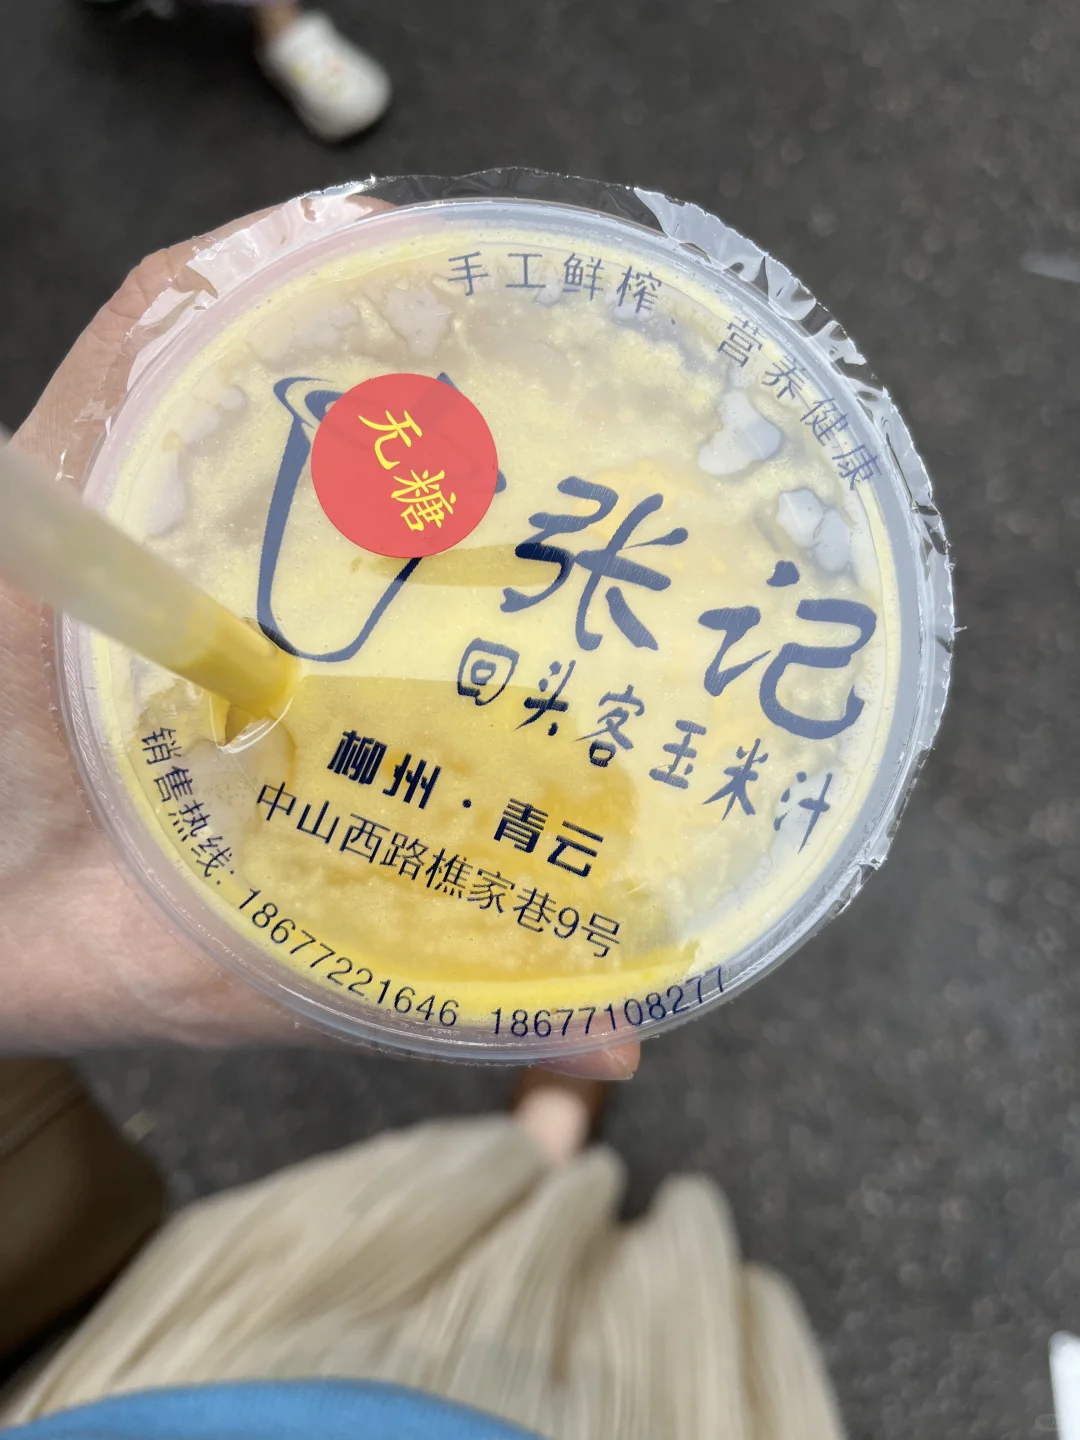 手工鲜榨、营养健康
无糖
张记
回头客玉米汁
柳州·青云
中山西路樵家巷9号
销售热线: 18677221646 18677108277